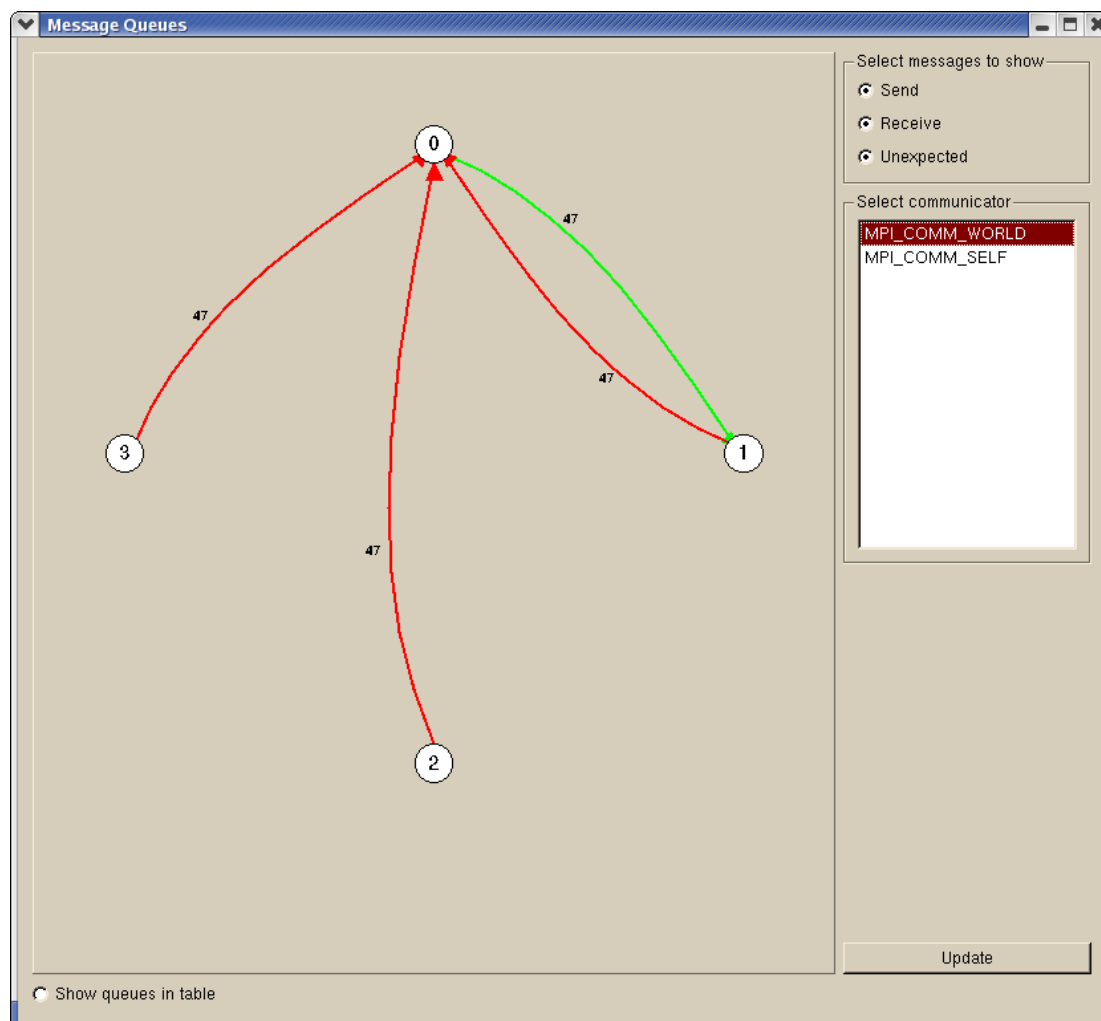 Message Queues
Select messages to show
Send
Receive
Unexpected
Select communicator
MPI_COMM_WORLD
MPI_COMM_SELF
0
47
47
47
3
1
47
2
Update
Show queues in table